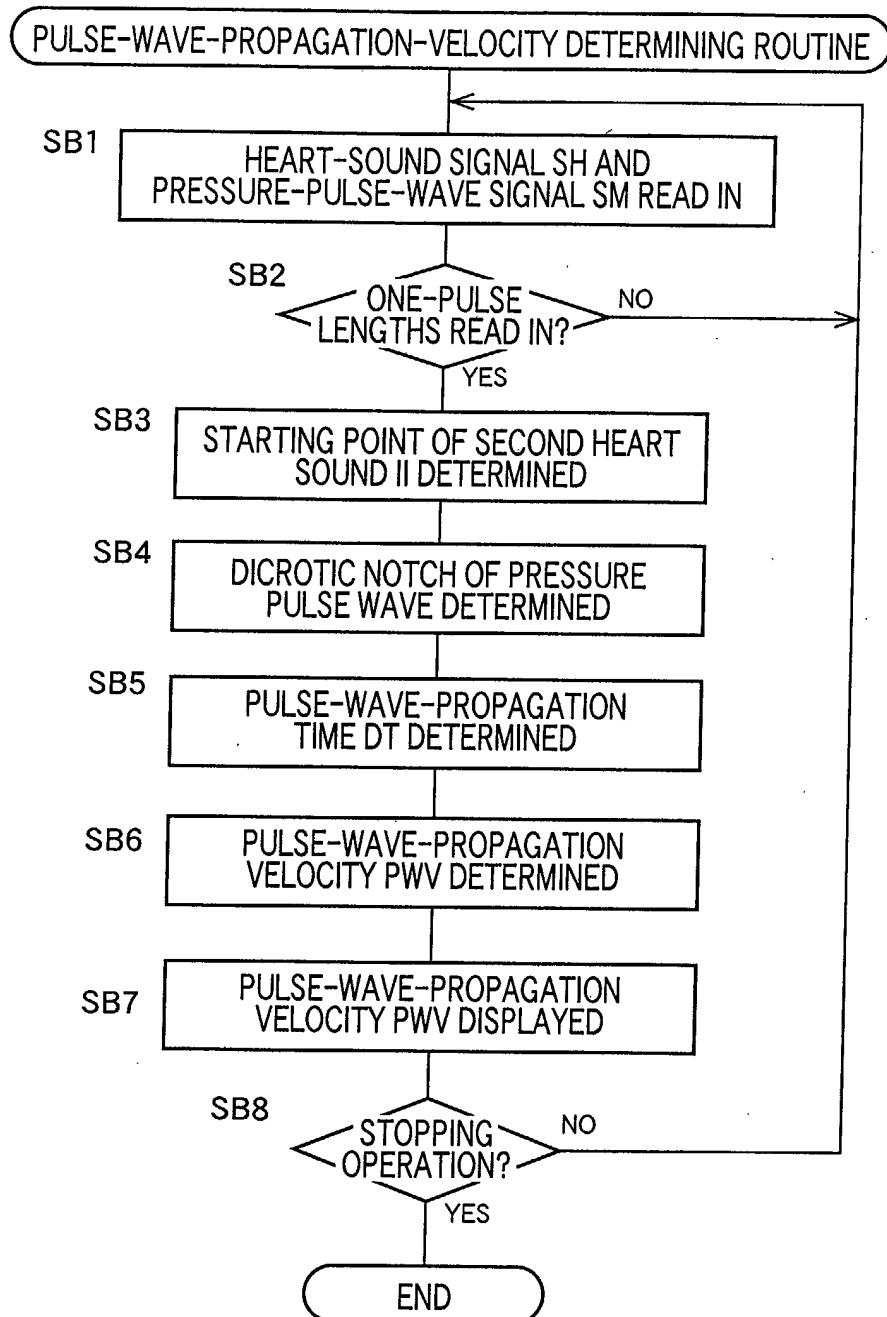 PULSE-WAVE-PROPAGATION-VELOCITY DETERMINING ROUTINE
SB1
HEART-SOUND SIGNAL SH AND
PRESSURE-PULSE-WAVE SIGNAL SM READ IN
SB2
ONE-PULSE
LENGTHS READ IN?
NO
YES
SB3
STARTING POINT OF SECOND HEART
SOUND II DETERMINED
SB4
DICROTIC NOTCH OF PRESSURE
PULSE WAVE DETERMINED
SB5
PULSE-WAVE-PROPAGATION
TIME DT DETERMINED
SB6
PULSE-WAVE-PROPAGATION
VELOCITY PWV DETERMINED
SB7
PULSE-WAVE-PROPAGATION
VELOCITY PWV DISPLAYED
SB8
STOPPING
OPERATION?
NO
YES
END